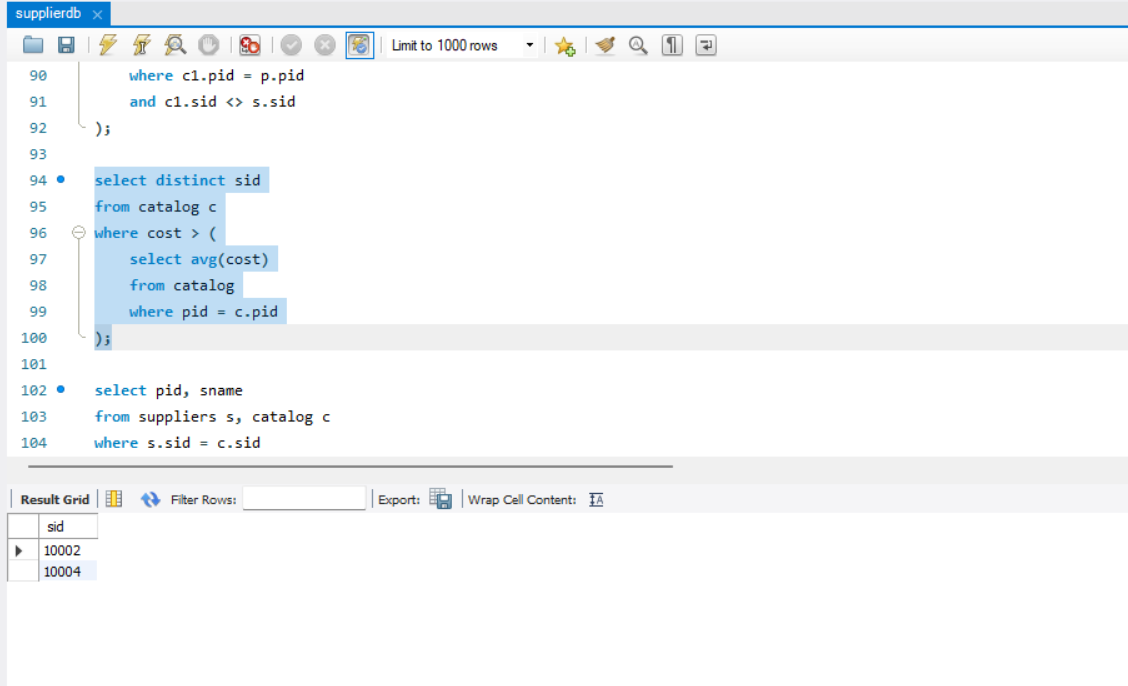 supplierdb ×
Limit to 1000 rows
90 where c1.pid = p.pid
91 and c1.sid <> s.sid
92 );
93
94 select distinct sid
95 from catalog c
96 where cost > (
97 select avg(cost)
98 from catalog
99 where pid = c.pid
100 );
101
102 select pid, sname
103 from suppliers s, catalog c
104 where s.sid = c.sid
Result Grid Filter Rows: Export: Wrap Cell Content:
sid
10002
10004